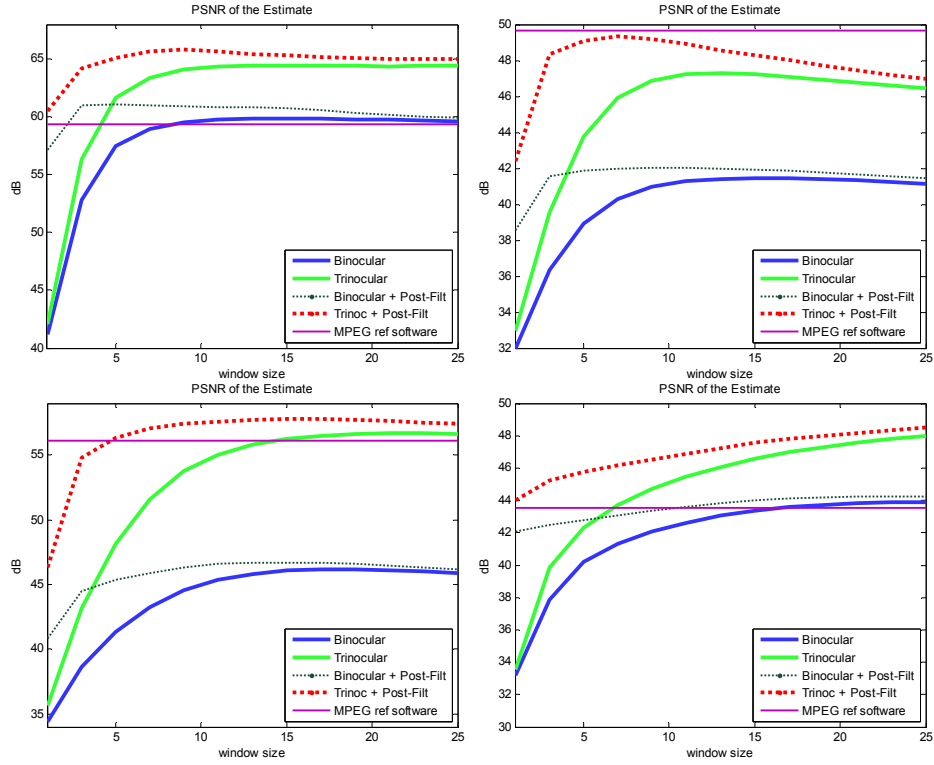 PSNR of the Estimate
65
60
55
50
45
40
dB
5
10
15
20
25
window size
Binocular
Trinocular
Binocular + Post-Filt
Trinoc + Post-Filt
MPEG ref software
PSNR of the Estimate
50
48
46
44
42
40
38
36
34
32
dB
5
10
15
20
25
window size
Binocular
Trinocular
Binocular + Post-Filt
Trinoc + Post-Filt
MPEG ref software
PSNR of the Estimate
55
50
45
40
35
dB
5
10
15
20
25
window size
Binocular
Trinocular
Binocular + Post-Filt
Trinoc + Post-Filt
MPEG ref software
PSNR of the Estimate
50
48
46
44
42
40
38
36
34
32
30
dB
5
10
15
20
25
window size
Binocular
Trinocular
Binocular + Post-Filt
Trinoc + Post-Filt
MPEG ref software